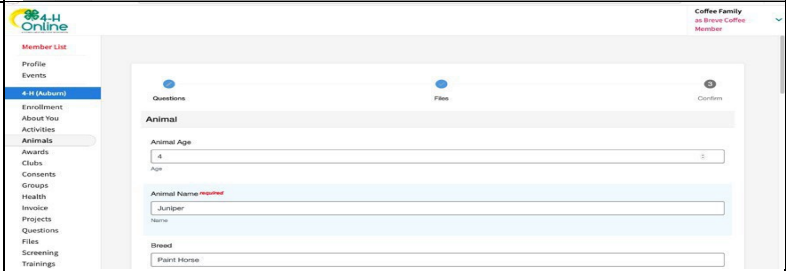 4-H
Online
Coffee Family
as Breve Coffee
Member
Member List
Profile
Events
4-H (Auburn)
Enrollment
About You
Activities
Animals
Awards
Clubs
Consents
Groups
Health
Invoice
Projects
Questions
Files
Screening
Trainings
Questions
Files
3
Confirm
Animal
Animal Age
4
Age
Animal Name required
Juniper
Name
Breed
Paint Horse